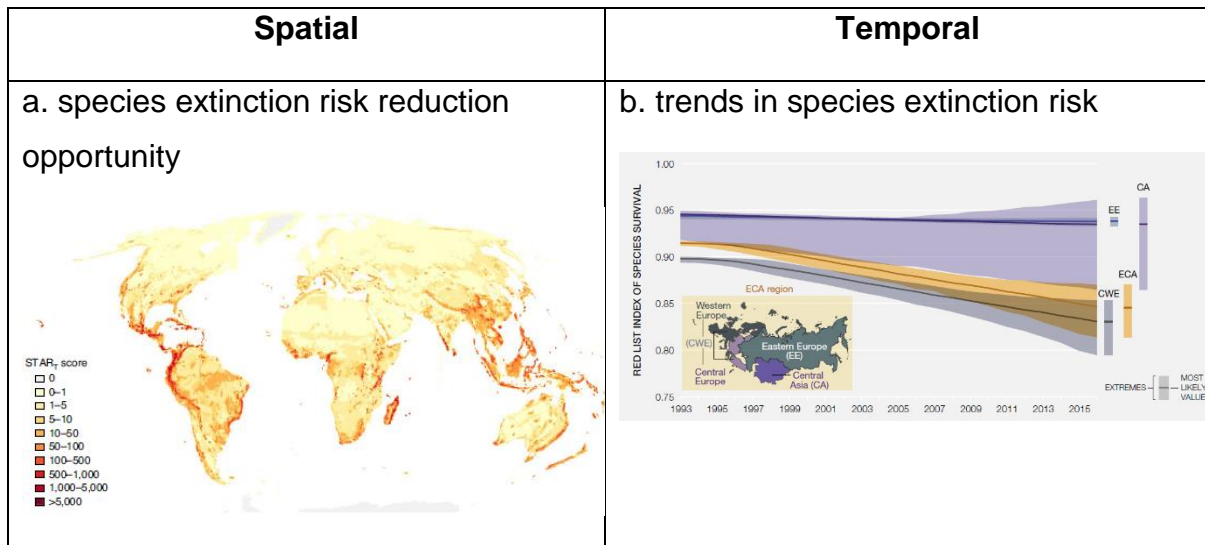 Spatial
Temporal
a. species extinction risk reduction
opportunity
STAR_T score
0
0–1
1–5
5–10
10–50
50–100
100–500
500–1,000
1,000–5,000
>5,000
b. trends in species extinction risk
RED LIST INDEX OF SPECIES SURVIVAL
1.00
0.95
0.90
0.85
0.80
0.75
1993
1995
1997
1999
2001
2003
2005
2007
2009
2011
2013
2015
CA
EE
ECA
CWE
ECA region
Western
Europe
(CWE)
Central
Europe
Eastern Europe
(EE)
Central
Asia (CA)
EXTREMES
MOST
LIKELY
VALUE